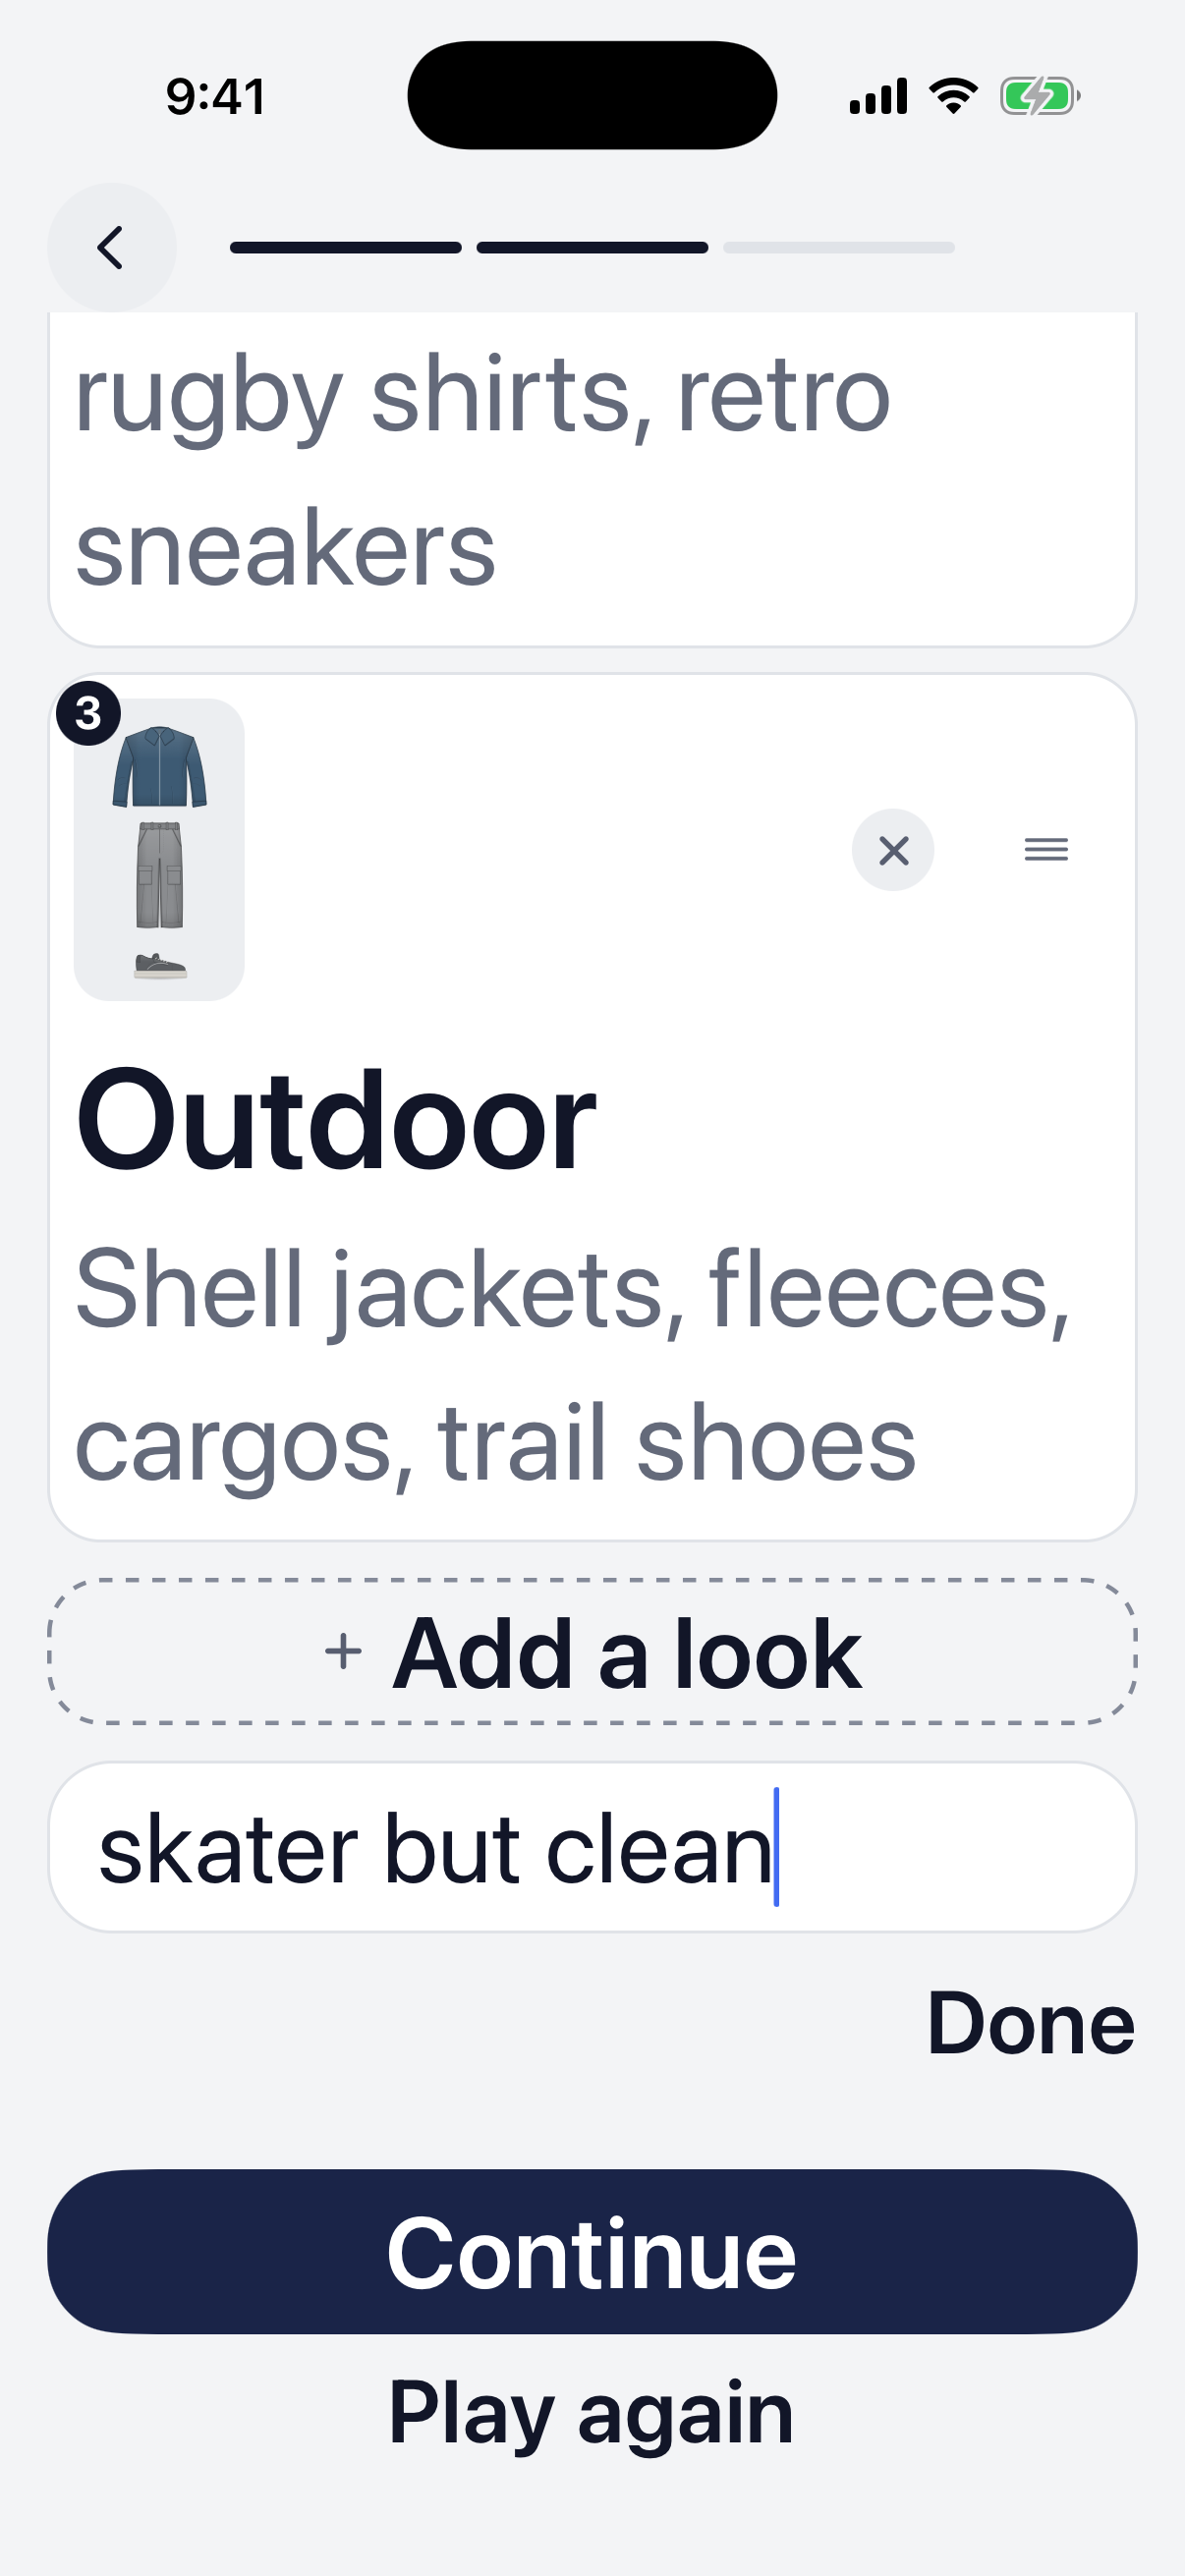 9:41
rugby shirts, retro
sneakers
3
Outdoor
Shell jackets, fleeces,
cargos, trail shoes
+ Add a look
skater but clean
Done
Continue
Play again